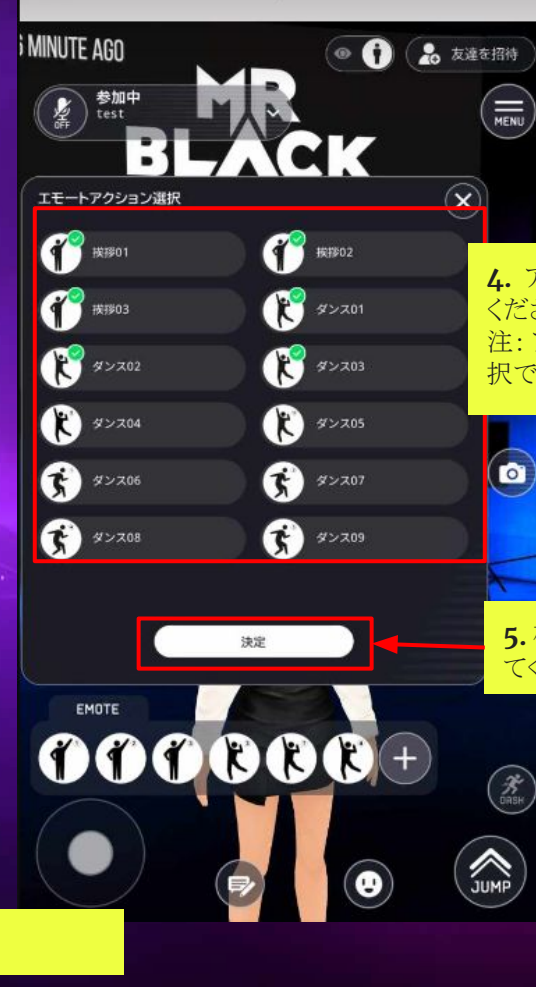 MINUTE AGO
友達を招待
参加中
test
OFF
MENU
MR
BLACK
エモートアクション選択
挨拶01
挨拶02
挨拶03
ダンス01
ダンス02
ダンス03
ダンス04
ダンス05
ダンス06
ダンス07
ダンス08
ダンス09
4. ア
くださ
注:
択で
決定
5.
てく
EMOTE
DASH
JUMP